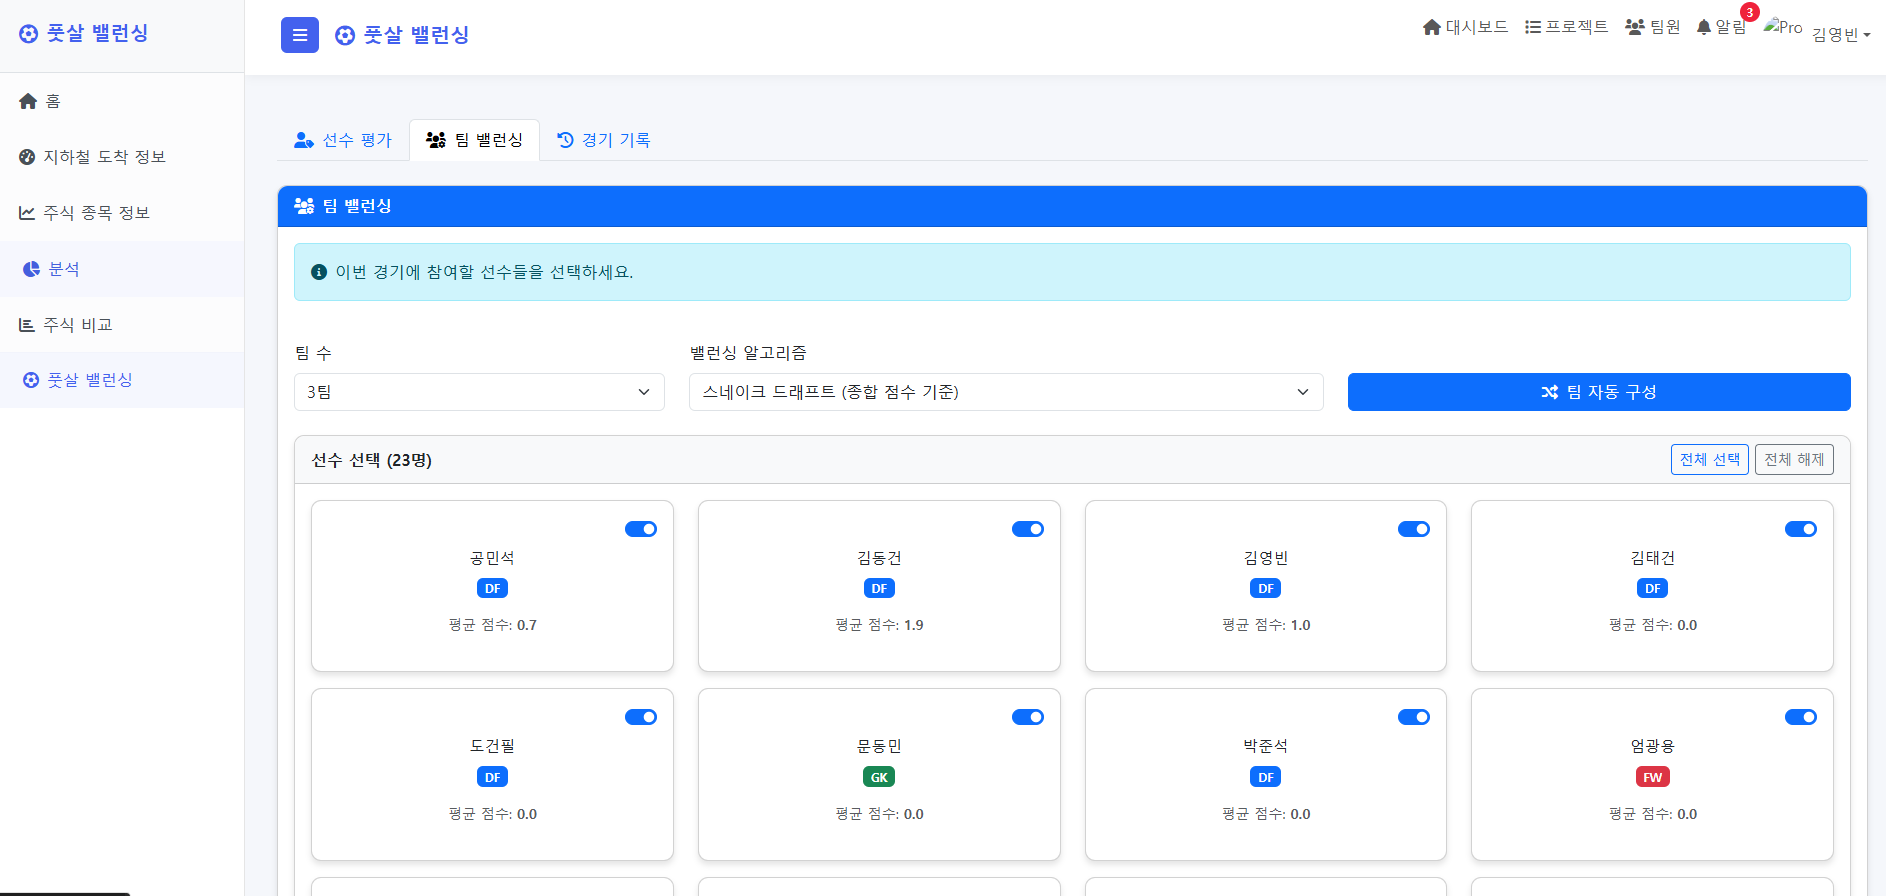 풋살 밸런싱
홈
지하철 도착 정보
주식 종목 정보
분석
주식 비교
풋살 밸런싱
풋살 밸런싱
대시보드 프로젝트 팀원 알림 3 Pro 김영빈
선수 평가 팀 밸런싱 경기 기록
팀 밸런싱
이번 경기에 참여할 선수들을 선택하세요.
팀 수 밸런싱 알고리즘
3팀 스네이크 드래프트 (종합 점수 기준) 팀 자동 구성
선수 선택 (23명) 전체 선택 전체 해제
공민석 김동건 김영빈 김태건
DF DF DF DF
평균 점수: 0.7 평균 점수: 1.9 평균 점수: 1.0 평균 점수: 0.0
도건필 문동민 박준석 엄광용
DF GK DF FW
평균 점수: 0.0 평균 점수: 0.0 평균 점수: 0.0 평균 점수: 0.0